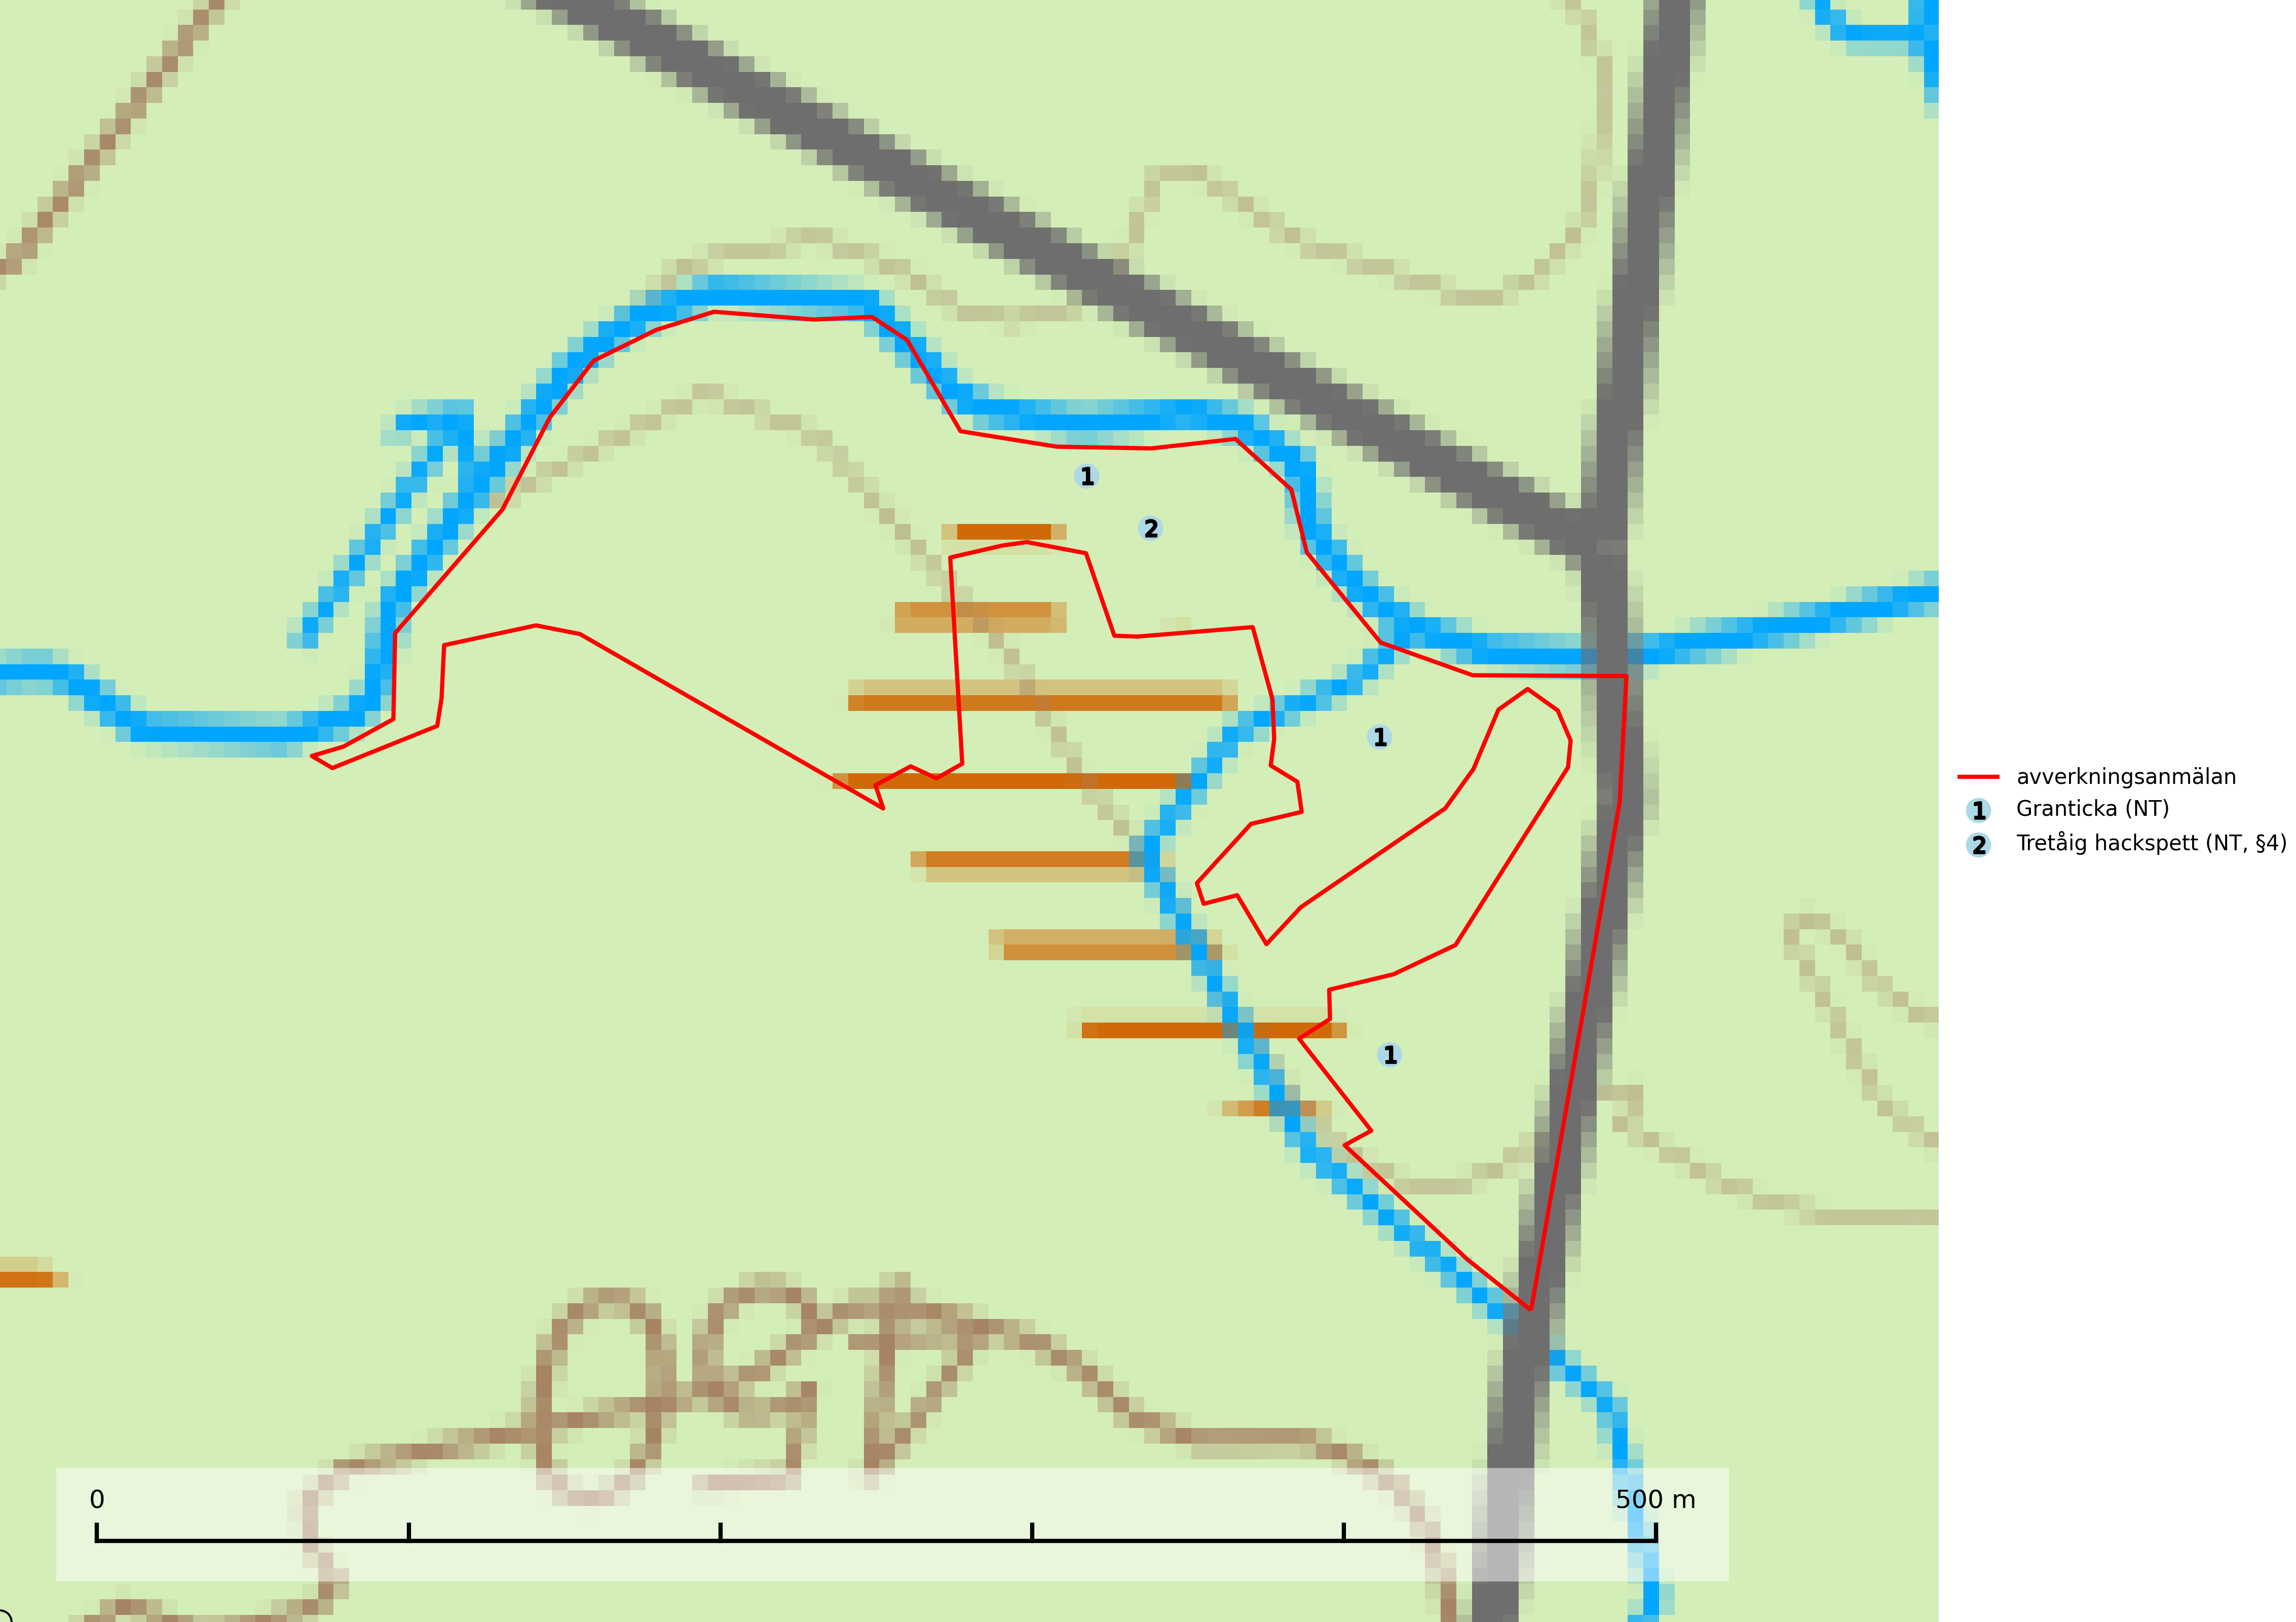 1
2
1
1
avverkningsanmälan
1 Granticka (NT)
2 Tretåig hackspett (NT, §4)
0 500 m